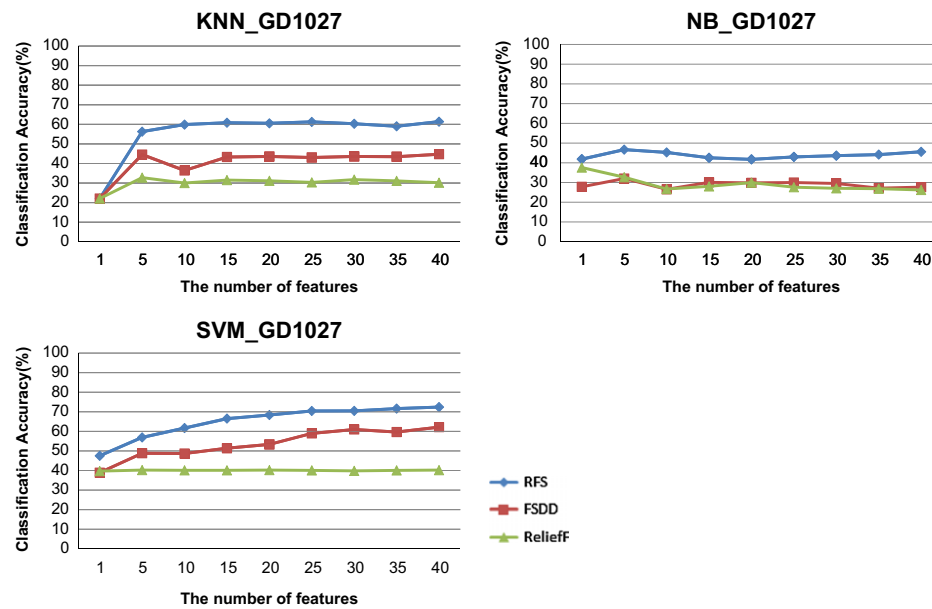 KNN_GD1027
Classification Accuracy(%)
100
90
80
70
60
50
40
30
20
10
0
1 5 10 15 20 25 30 35 40
The number of features
NB_GD1027
Classification Accuracy(%)
100
90
80
70
60
50
40
30
20
10
0
1 5 10 15 20 25 30 35 40
The number of features
SVM_GD1027
Classification Accuracy(%)
100
90
80
70
60
50
40
30
20
10
0
1 5 10 15 20 25 30 35 40
The number of features
RFS
FSDD
ReliefF